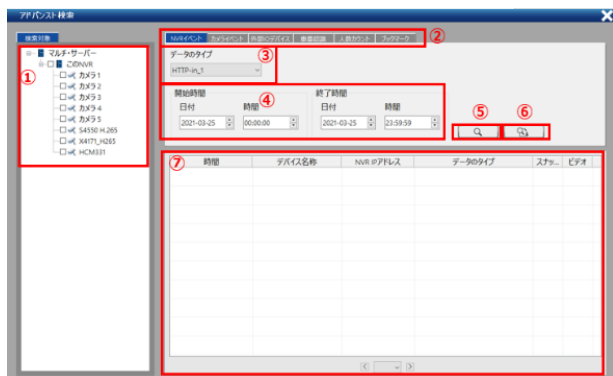 アドバンスト検索
検索対象
マルチ・サーバー
このNVR
カメラ1
カメラ2
カメラ3
カメラ4
カメラ5
S4550 H.265
X4171_H265
HCM331
①
NVRイベント カメライベント 外部IOデバイス 車番認識 人数カウント ブックマーク ②
データのタイプ ③
HTTP-in_1
開始時間 ④ 終了時間
日付 時間 日付 時間
2021-03-25 00:00:00 2021-03-25 23:59:59
⑤ ⑥
⑦ 時間 デバイス名称 NVR IPアドレス データのタイプ スナッ... ビデオ